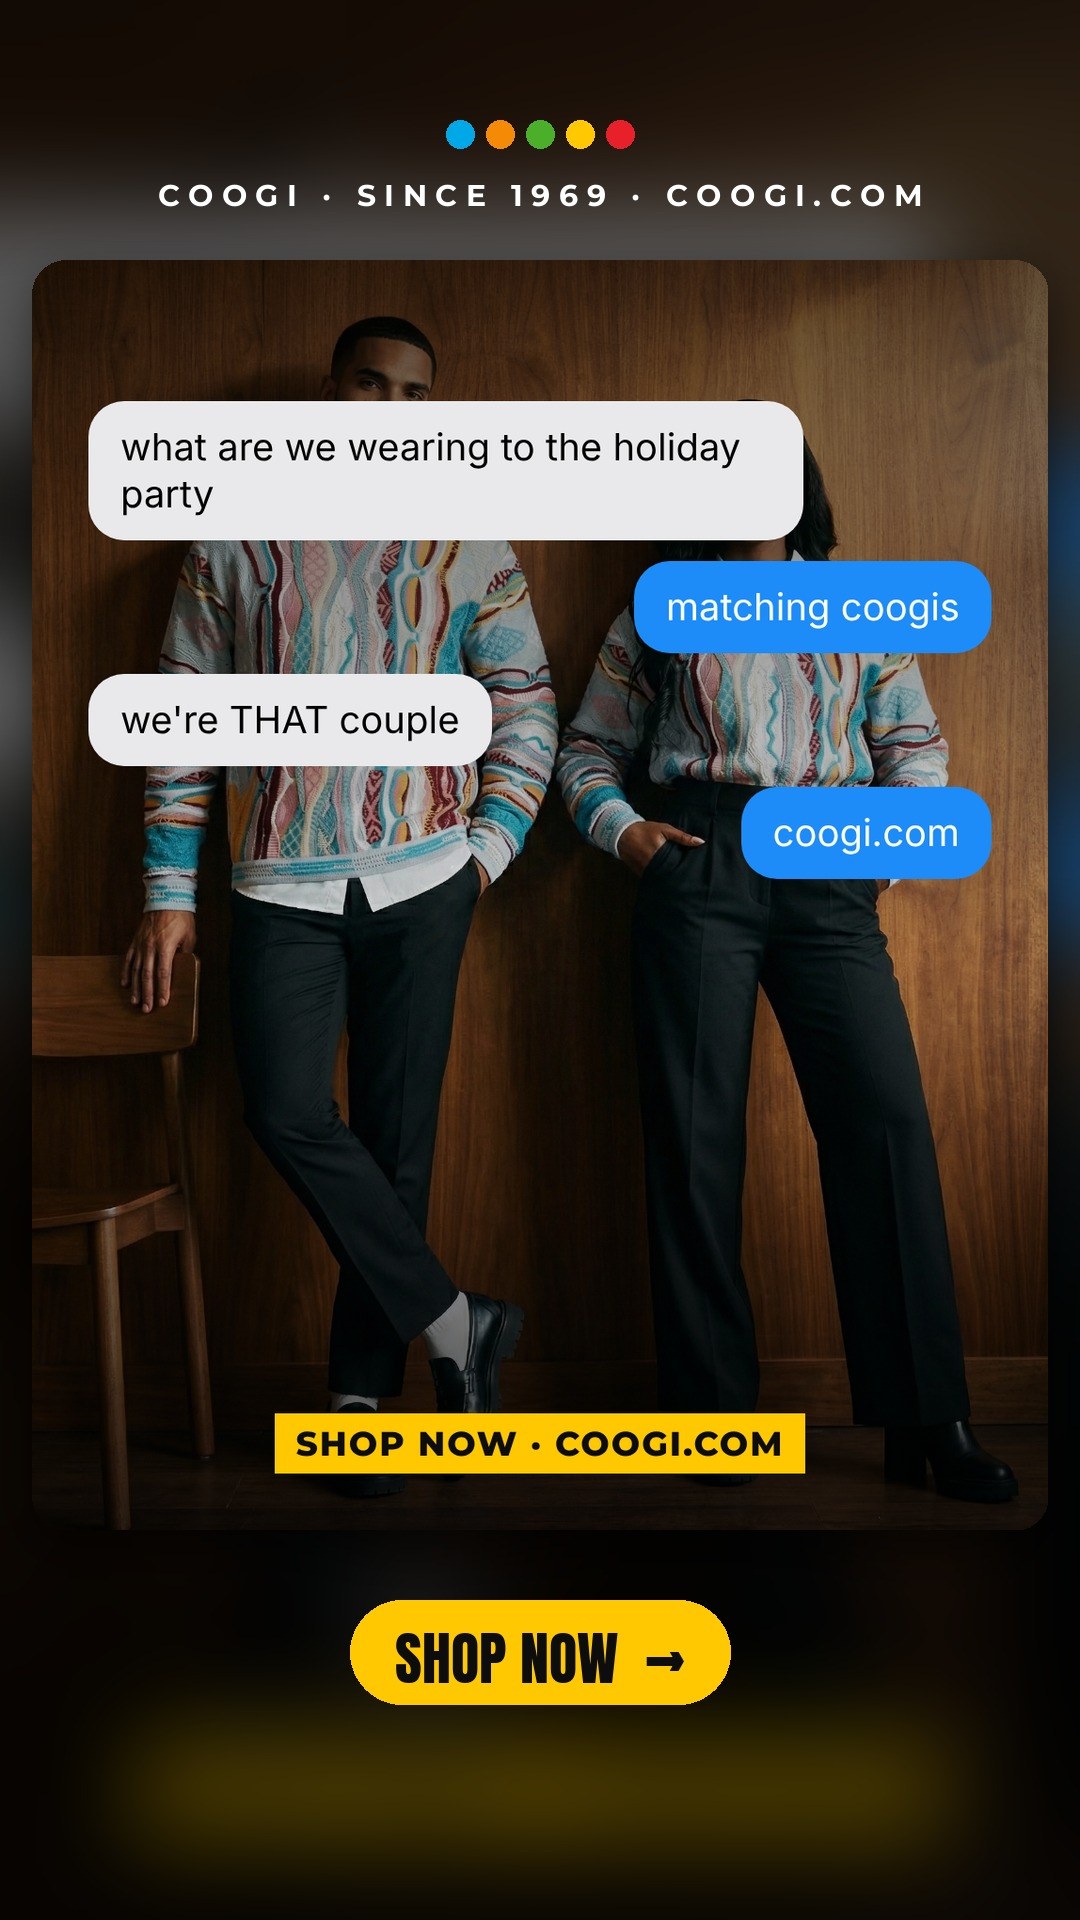 COOGI · SINCE 1969 · COOGI.COM
what are we wearing to the holiday
party
matching coogis
we're THAT couple
coogi.com
SHOP NOW · COOGI.COM
SHOP NOW →